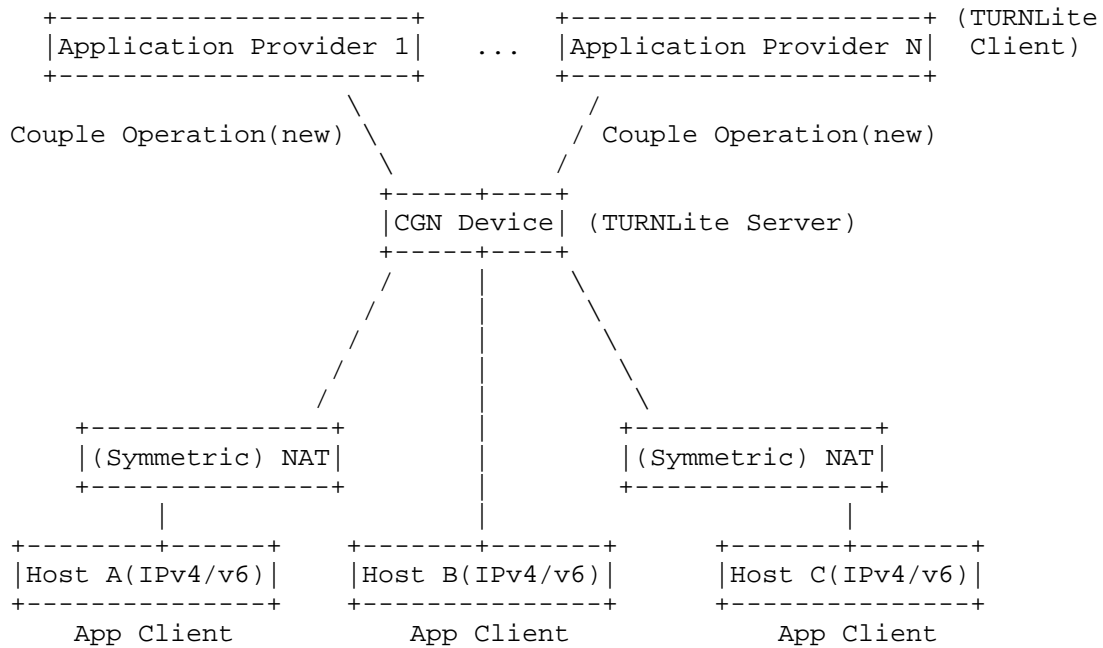 (TURNLite
Application Provider 1 ... Application Provider N Client)
Couple Operation(new) Couple Operation(new)
CGN Device (TURNLite Server)
(Symmetric) NAT (Symmetric) NAT
Host A(IPv4/v6) Host B(IPv4/v6) Host C(IPv4/v6)
App Client App Client App Client